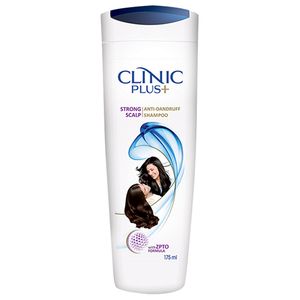 CLINIC
PLUS+
STRONG SCALP
ANTI-DANDRUFF SHAMPOO
with ZPTO
FORMULA
175 ml